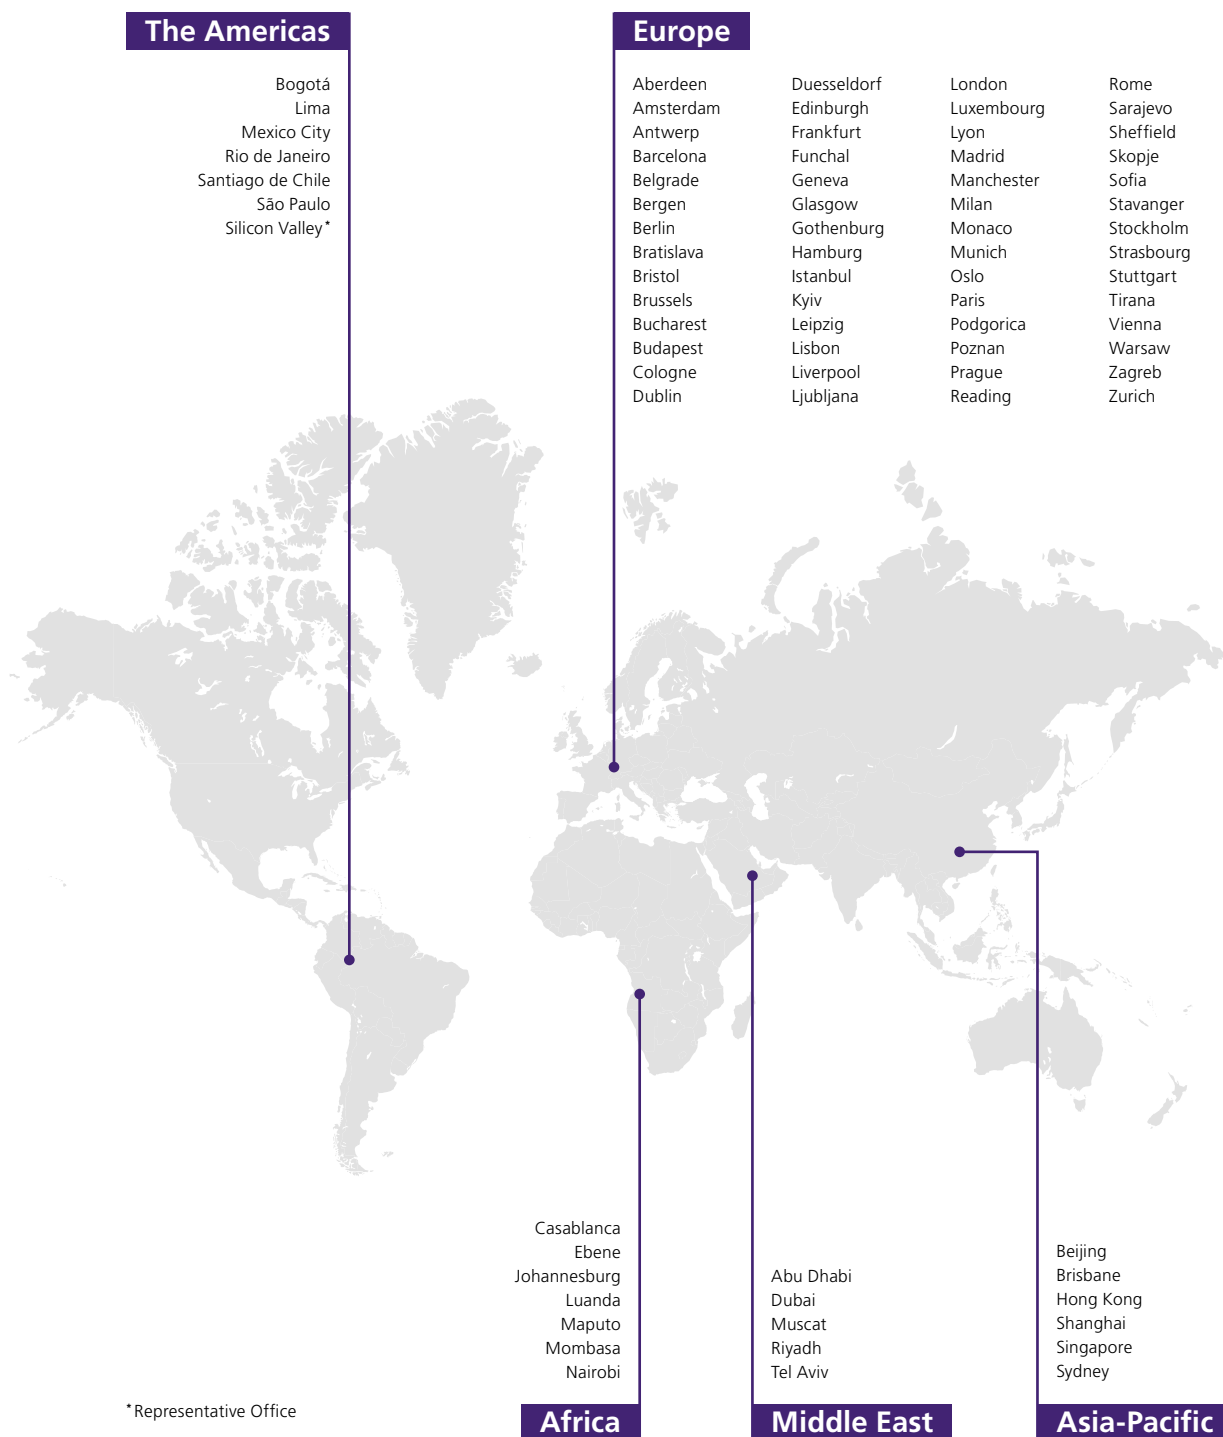 The Americas
Bogotá
Lima
Mexico City
Rio de Janeiro
Santiago de Chile
São Paulo
Silicon Valley*
Europe
Aberdeen
Amsterdam
Antwerp
Barcelona
Belgrade
Bergen
Berlin
Bratislava
Bristol
Brussels
Bucharest
Budapest
Cologne
Dublin
Duesseldorf
Edinburgh
Frankfurt
Funchal
Geneva
Glasgow
Gothenburg
Hamburg
Istanbul
Kyiv
Leipzig
Lisbon
Liverpool
Ljubljana
London
Luxembourg
Lyon
Madrid
Manchester
Milan
Monaco
Munich
Oslo
Paris
Podgorica
Poznan
Prague
Reading
Rome
Sarajevo
Sheffield
Skopje
Sofia
Stavanger
Stockholm
Strasbourg
Stuttgart
Tirana
Vienna
Warsaw
Zagreb
Zurich
Casablanca
Ebene
Johannesburg
Luanda
Maputo
Mombasa
Nairobi
Africa
Abu Dhabi
Dubai
Muscat
Riyadh
Tel Aviv
Middle East
Beijing
Brisbane
Hong Kong
Shanghai
Singapore
Sydney
Asia-Pacific
*Representative Office